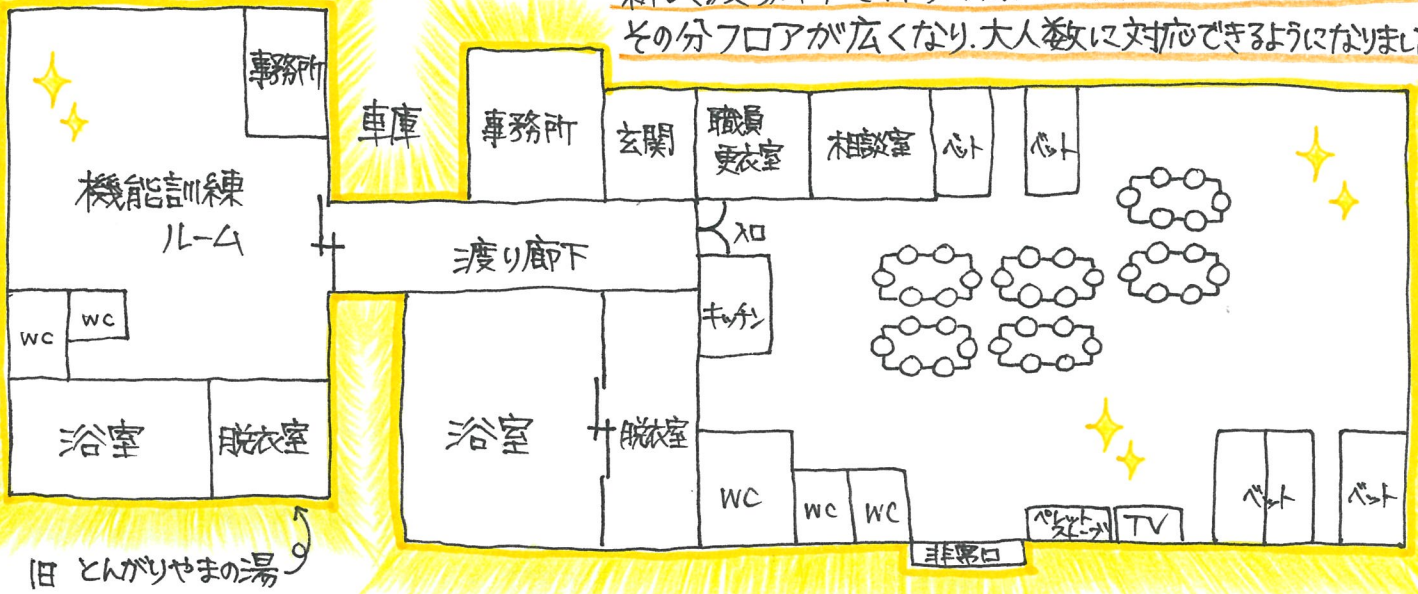 その分フロアが広くなり、大人数に対応できるようになりまし
事務所
車庫
事務所
玄関
職員
更衣室
相談室
ベット
ベット
機能訓練
ルーム
渡り廊下
入口
キッチン
WC
WC
浴室
脱衣室
浴室
脱衣室
WC
WC
WC
ペレット
ストーブ
TV
ベット
ベット
非常口
旧 とんがりやまの湯